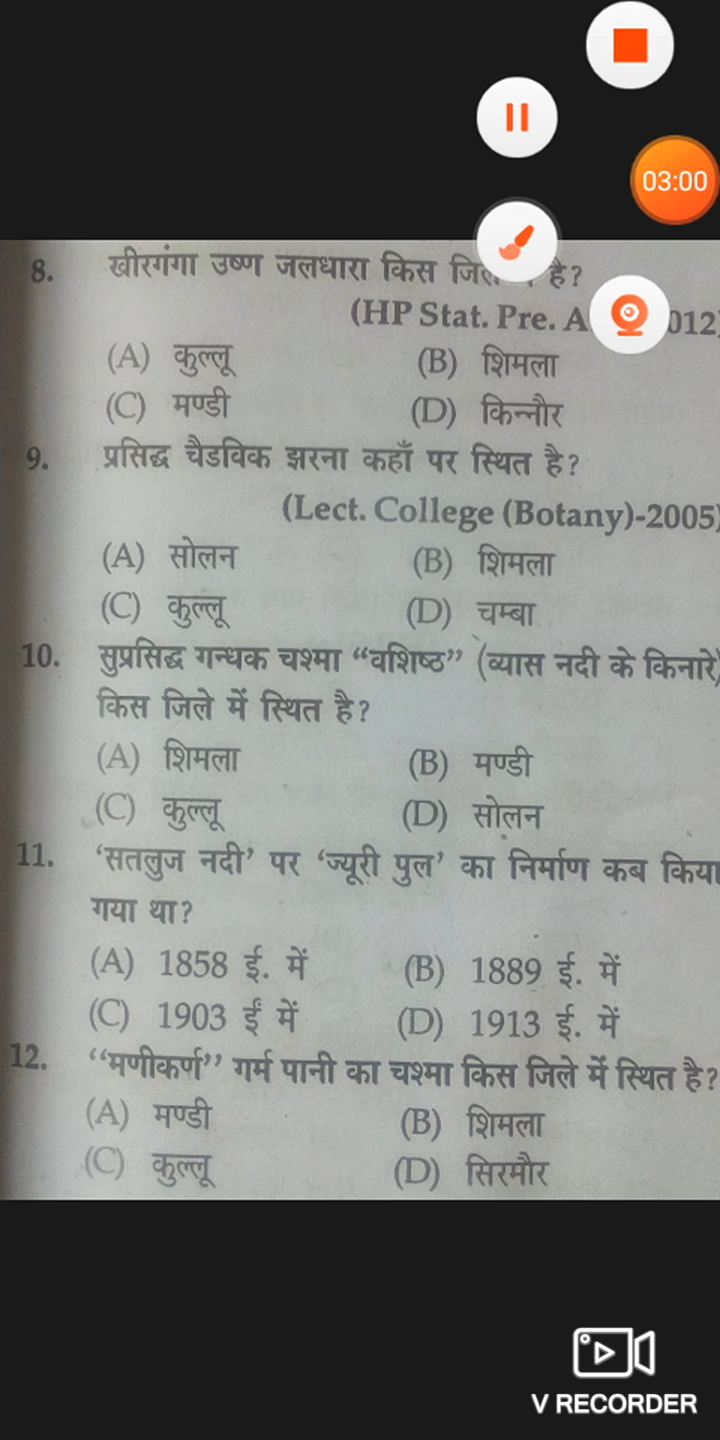 03:00
8. खीरगंगा उष्ण जलधारा किस है?
(HP Stat. Pre.
(A) कुल्लू (B) शिमला
(C) मण्डी (D) किन्नौर
9. प्रसिद्ध चैडविक झरना कहाँ पर स्थित है?
(Lect. College (Botany)-2005)
(A) सोलन (B) शिमला
(C) कुल्लू (D) चम्बा
10. सुप्रसिद्ध गन्धक चश्मा “वशिष्ठ” (व्यास नदी के किनारे)
किस जिले में स्थित है?
(A) शिमला (B) मण्डी
(C) कुल्लू (D) सोलन
11. ‘सतलुज नदी’ पर ‘ज्यूरी पुल’ का निर्माण कब किया
गया था?
(A) 1858 ई. में (B) 1889 ई. में
(C) 1903 ईं में (D) 1913 ई. में
12. “मणीकर्ण” गर्म पानी का चश्मा किस जिले में स्थित है?
(A) मण्डी (B) शिमला
(C) कुल्लू (D) सिरमौर
V RECORDER